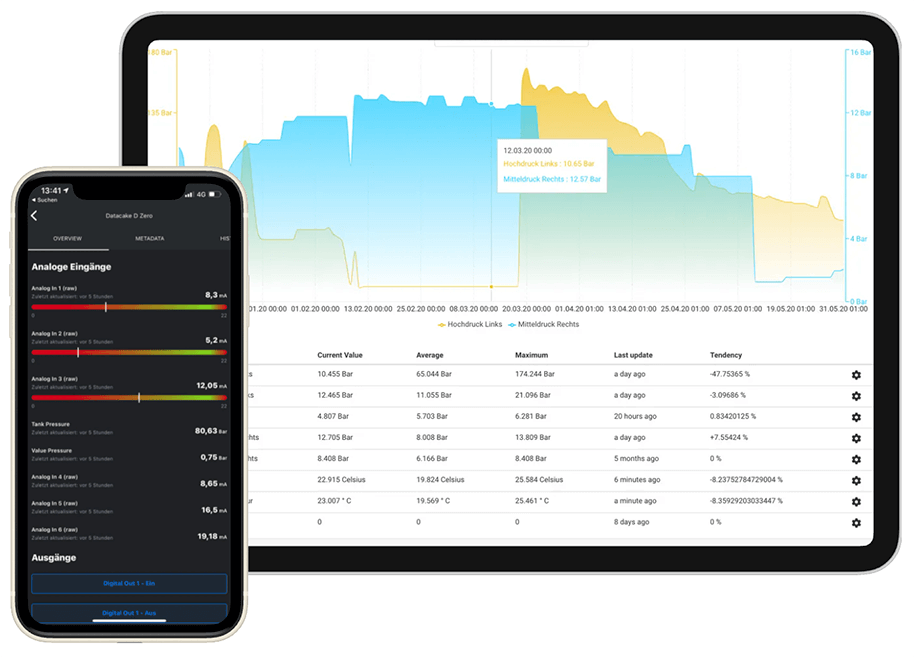 180 Bar
16 Bar
135 Bar
12 Bar
8 Bar
4 Bar
0 Bar
12.03.20 00:00
Hochdruck Links : 10.65 Bar
Mitteldruck Rechts : 12.57 Bar
01.20 00:00 01.02.20 00:00 13.02.20 00:00 25.02.20 00:00 08.03.20 00:00 20.03.20 00:00 01.04.20 01:00 13.04.20 01:00 25.04.20 01:00 07.05.20 01:00 19.05.20 01:00 31.05.20 01:00
Hochdruck Links Mitteldruck Rechts
Current Value Average Maximum Last update Tendency
10.455 Bar 65.044 Bar 174.244 Bar a day ago -47.75365 %
12.465 Bar 11.055 Bar 21.096 Bar a day ago -3.09686 %
4.807 Bar 5.703 Bar 6.281 Bar 20 hours ago 0.83420125 %
hts 12.705 Bar 8.008 Bar 13.809 Bar a day ago +7.55424 %
hts 8.408 Bar 6.166 Bar 8.408 Bar 5 months ago 0 %
22.915 Celsius 19.824 Celsius 25.584 Celsius 6 minutes ago -8.23752784729004 %
ur 23.007 ° C 19.569 ° C 25.461 ° C a minute ago -8.35929203033447 %
0 0 0 8 days ago 0 %
13:41 4G
Suchen
Datacake D Zero
OVERVIEW METADATA HIS
Analoge Eingänge
Analog In 1 (raw)
Zuletzt aktualisiert: vor 5 Stunden 8,3 mA
0 22
Analog In 2 (raw)
Zuletzt aktualisiert: vor 5 Stunden 5,2 mA
0 22
Analog In 3 (raw)
Zuletzt aktualisiert: vor 5 Stunden 12,05 mA
0 22
Tank Pressure
Zuletzt aktualisiert: vor 5 Stunden 80,63 Bar
Value Pressure
Zuletzt aktualisiert: vor 5 Stunden 0,75 Bar
Analog In 4 (raw)
Zuletzt aktualisiert: vor 5 Stunden 8,65 mA
Analog In 5 (raw)
Zuletzt aktualisiert: vor 5 Stunden 16,5 mA
Analog In 6 (raw)
Zuletzt aktualisiert: vor 5 Stunden 19,18 mA
Ausgänge
Digital Out 1 - Ein
Digital Out 1 - Aus